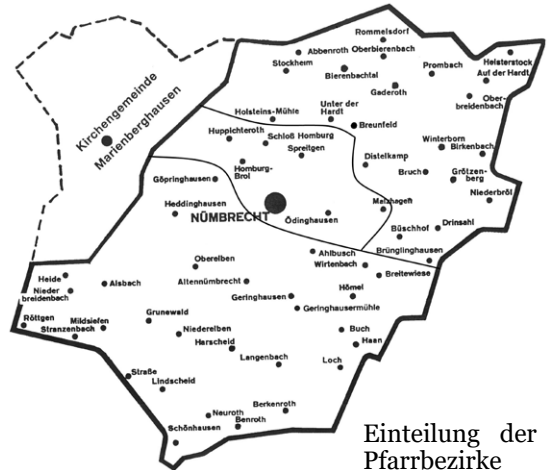 Rommelsdorf
Abbenroth
Oberbierenbach
Heisterstock
Stockheim
Bierenbachtal
Prombach
Auf der Hardt
Gaderoth
Ober-
breidenbach
Kirchengemeinde
Marienberghausen
Holsteins-Mühle
Unter der
Hardt
Breunfeld
Huppichteroth
Schloß Homburg
Spreitgen
Winterborn
Birkenbach
Distelkamp
Homburg-
Brol
Bruch
Grötzen-
berg
Göpringhausen
Niederbröl
Heddinghausen
NÜMBRECHT
Malzhagen
Ödinghausen
Büschhof
Drinsahl
Ahlbusch
Wirtenbach
Brünglinghausen
Oberelben
Breitewiese
Heide
Nieder
breidenbach
Alsbach
Altennümbrecht
Hömel
Geringhausen
Geringhausermühle
Röttgen
Mildsiefen
Stranzenbach
Grunewald
Niederelben
Harscheid
Buch
Haan
Langenbach
Loch
Straße
Lindscheid
Berkenroth
Neuroth
Benroth
Schönhausen
Einteilung der
Pfarrbezirke